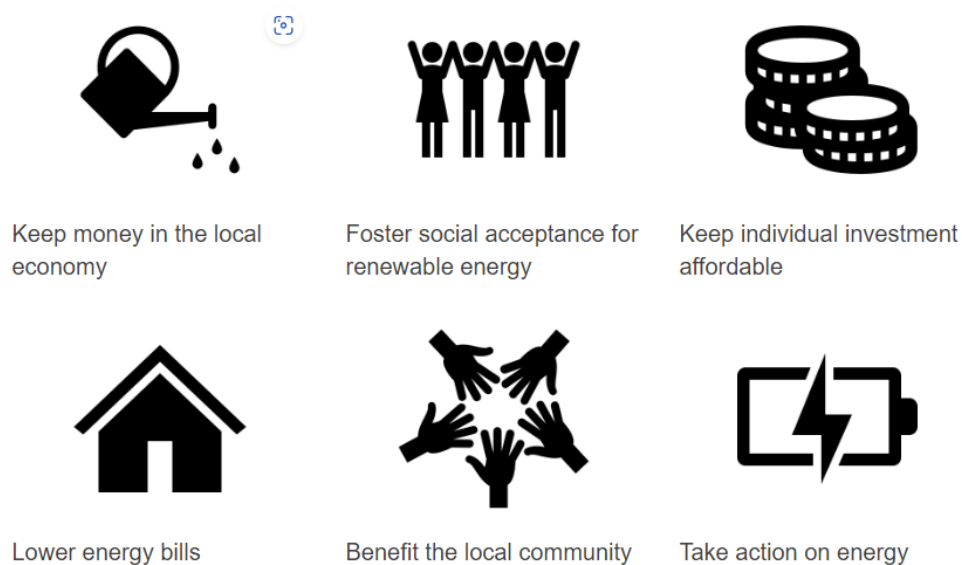 Keep money in the local
economy
Foster social acceptance for
renewable energy
Keep individual investment
affordable
Lower energy bills
Benefit the local community
Take action on energy